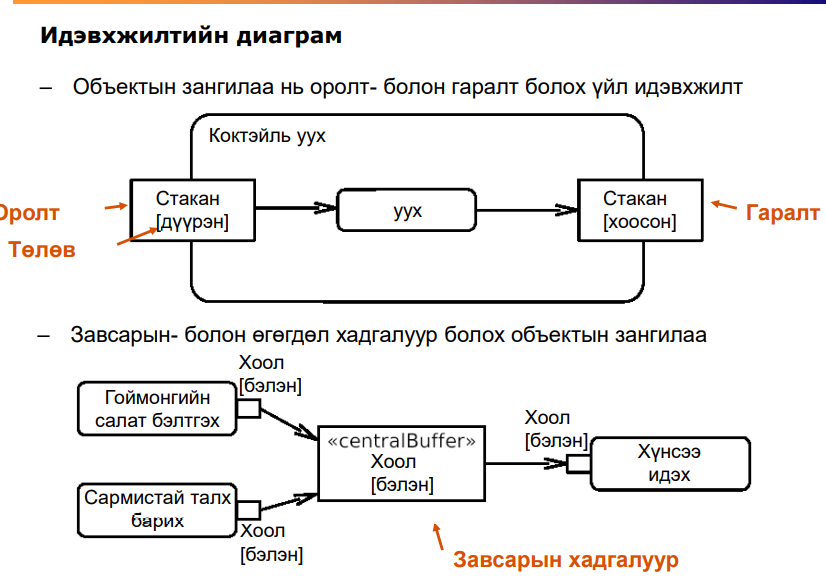 Идэвхжилтийн диаграм
– Объектын зангилаа нь оролт- болон гаралт болох үйл идэвхжилт
Коктэйль уух
Оролт
Төлөв
Стакан
[дүүрэн]
уух
Стакан
[хоосон]
Гаралт
– Завсарын- болон өгөгдөл хадгалуур болох объектын зангилаа
Хоол
[бэлэн]
Гоймонгийн
салат бэлтгэх
«centralBuffer»
Хоол
[бэлэн]
Хоол
[бэлэн]
Хүнсээ
идэх
Сармистай талх
барих
Хоол
[бэлэн]
Завсарын хадгалуур